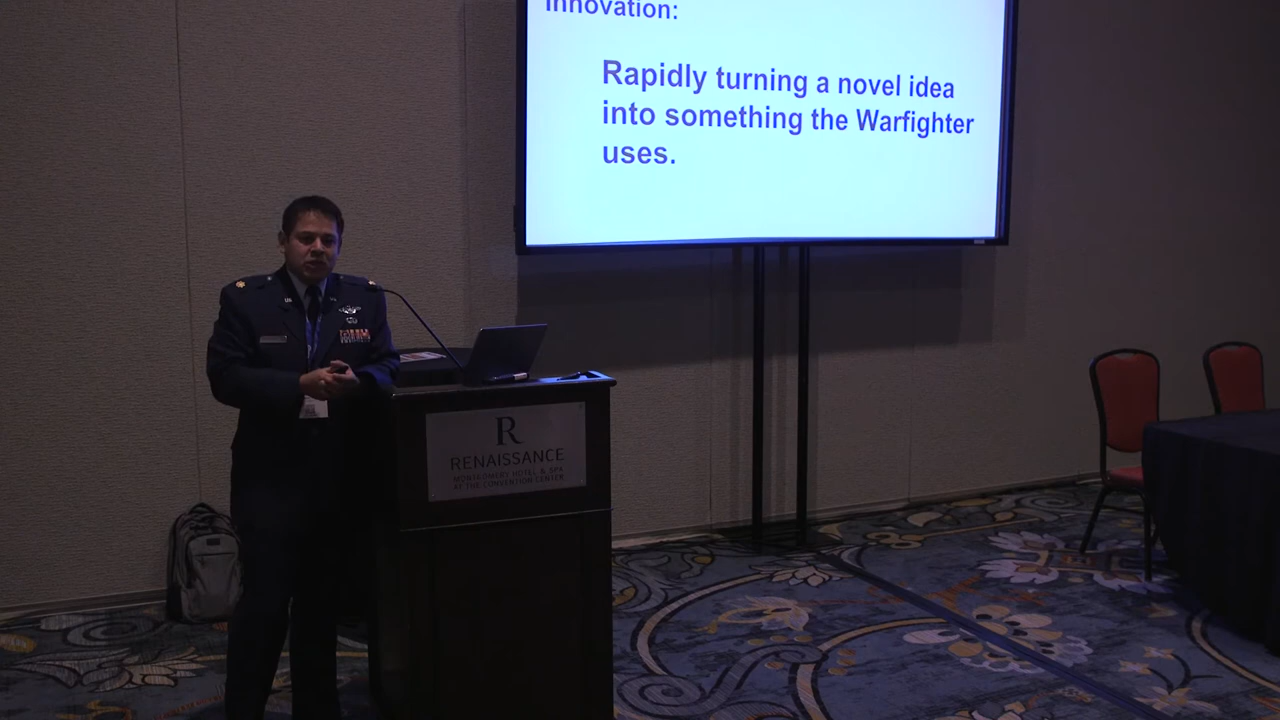 Innovation:
Rapidly turning a novel idea
into something the Warfighter
uses.
R
RENAISSANCE
MONTGOMERY HOTEL & SPA
AT THE CONVENTION CENTER